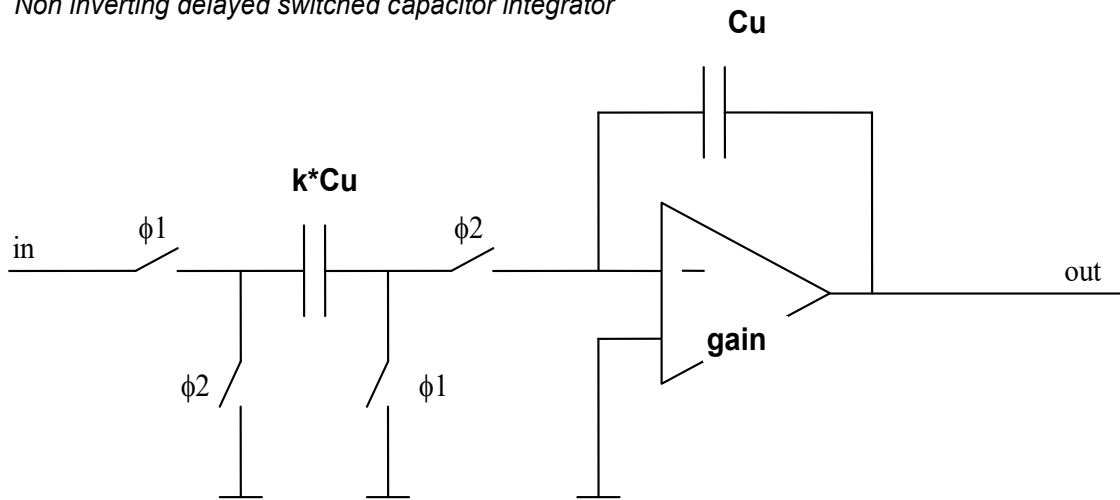 Non inverting delayed switched capacitor integrator
Cu
k*Cu
ϕ1
ϕ2
in
out
gain
ϕ2
ϕ1